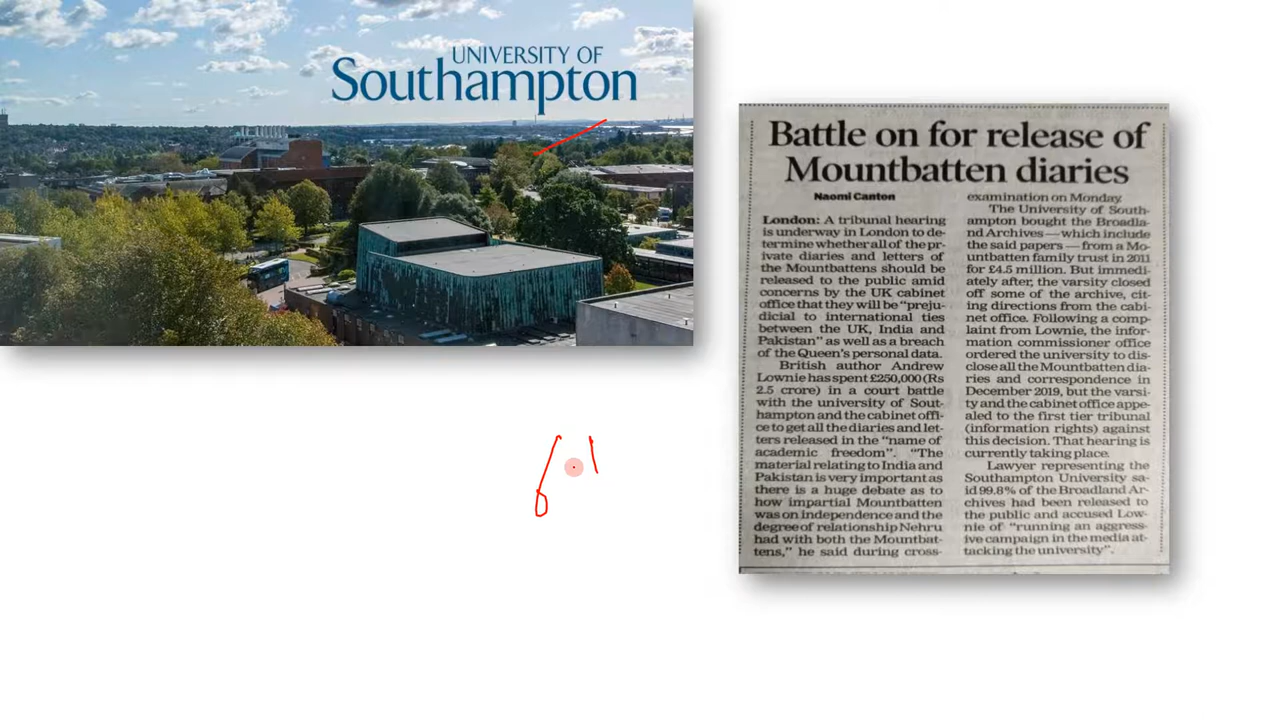 UNIVERSITY OF
Southampton
Battle on for release of
Mountbatten diaries
Naomi Canton
London: A tribunal hearing
is underway in London to de-
termine whether all of the pr-
ivate diaries and letters of
the Mountbattens should be
released to the public amid
concerns by the UK cabinet
office that they will be “preju-
dicial to international ties
between the UK, India and
Pakistan” as well as a breach
of the Queen's personal data.
British author Andrew
Lownie has spent £250,000 (Rs
2.5 crore) in a court battle
with the university of Sout-
hampton and the cabinet offi-
ce to get all the diaries and let-
ters released in the “name of
academic freedom”. “The
material relating to India and
Pakistan is very important as
there is a huge debate as to
how impartial Mountbatten
was on independence and the
degree of relationship Nehru
had with both the Mountbat-
tens,” he said during cross-
examination on Monday.
The University of South-
ampton bought the Broadla-
nd Archives — which include
the said papers — from a Mo-
untbatten family trust in 2011
for £4.5 million. But immedi-
ately after, the varsity closed
off some of the archive, cit-
ing directions from the cabi-
net office. Following a comp-
laint from Lownie, the infor-
mation commissioner office
ordered the university to dis-
close all the Mountbatten dia-
ries and correspondence in
December 2019, but the varsi-
ty and the cabinet office appe-
aled to the first tier tribunal
(information rights) against
this decision. That hearing is
currently taking place.
Lawyer representing the
Southampton University sa-
id 99.8% of the Broadland Ar-
chives had been released to
the public and accused Low-
nie of “running an aggress-
ive campaign in the media at-
tacking the university”.